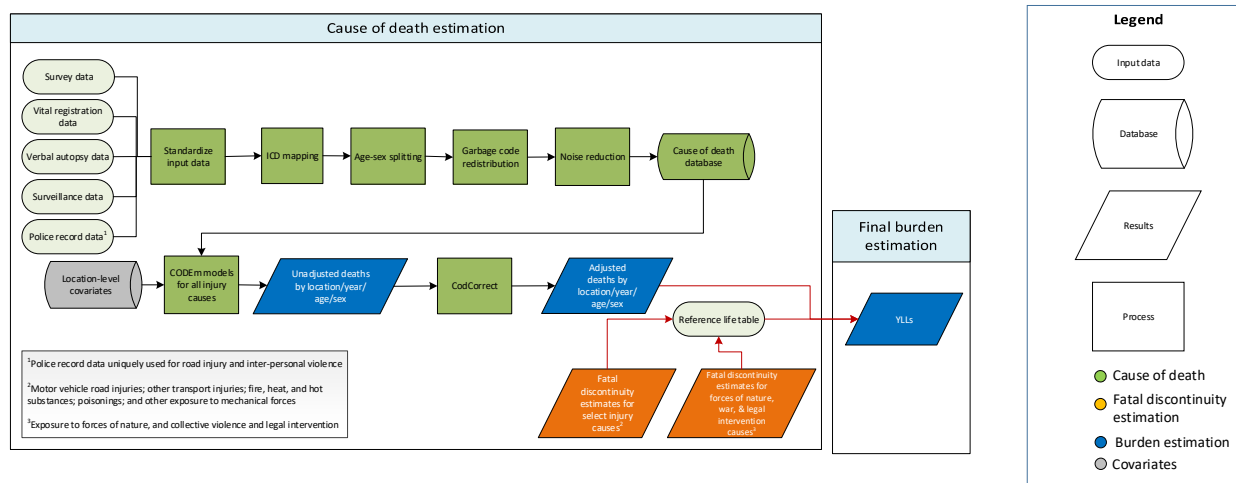 Cause of death estimation
Survey data
Vital registration
data
Verbal autopsy data
Surveillance data
Police record data¹
Standardize
input data
ICD mapping
Age-sex splitting
Garbage code
redistribution
Noise reduction
Cause of death
database
Location-level
covariates
CODEm models
for all injury
causes
Unadjusted deaths
by location/year/
age/sex
CodCorrect
Adjusted
deaths by
location/year/
age/sex
Reference life table
Fatal
discontinuity
estimates for
select injury
causes²
Fatal discontinuity
estimates for
forces of nature,
war, & legal
intervention
causes³
¹Police record data uniquely used for road injury and inter-personal violence
²Motor vehicle road injuries; other transport injuries; fire, heat, and hot
substances; poisonings; and other exposure to mechanical forces
³Exposure to forces of nature, and collective violence and legal intervention
Final burden
estimation
YLLs
Legend
Input data
Database
Results
Process
Cause of death
Fatal discontinuity
estimation
Burden estimation
Covariates